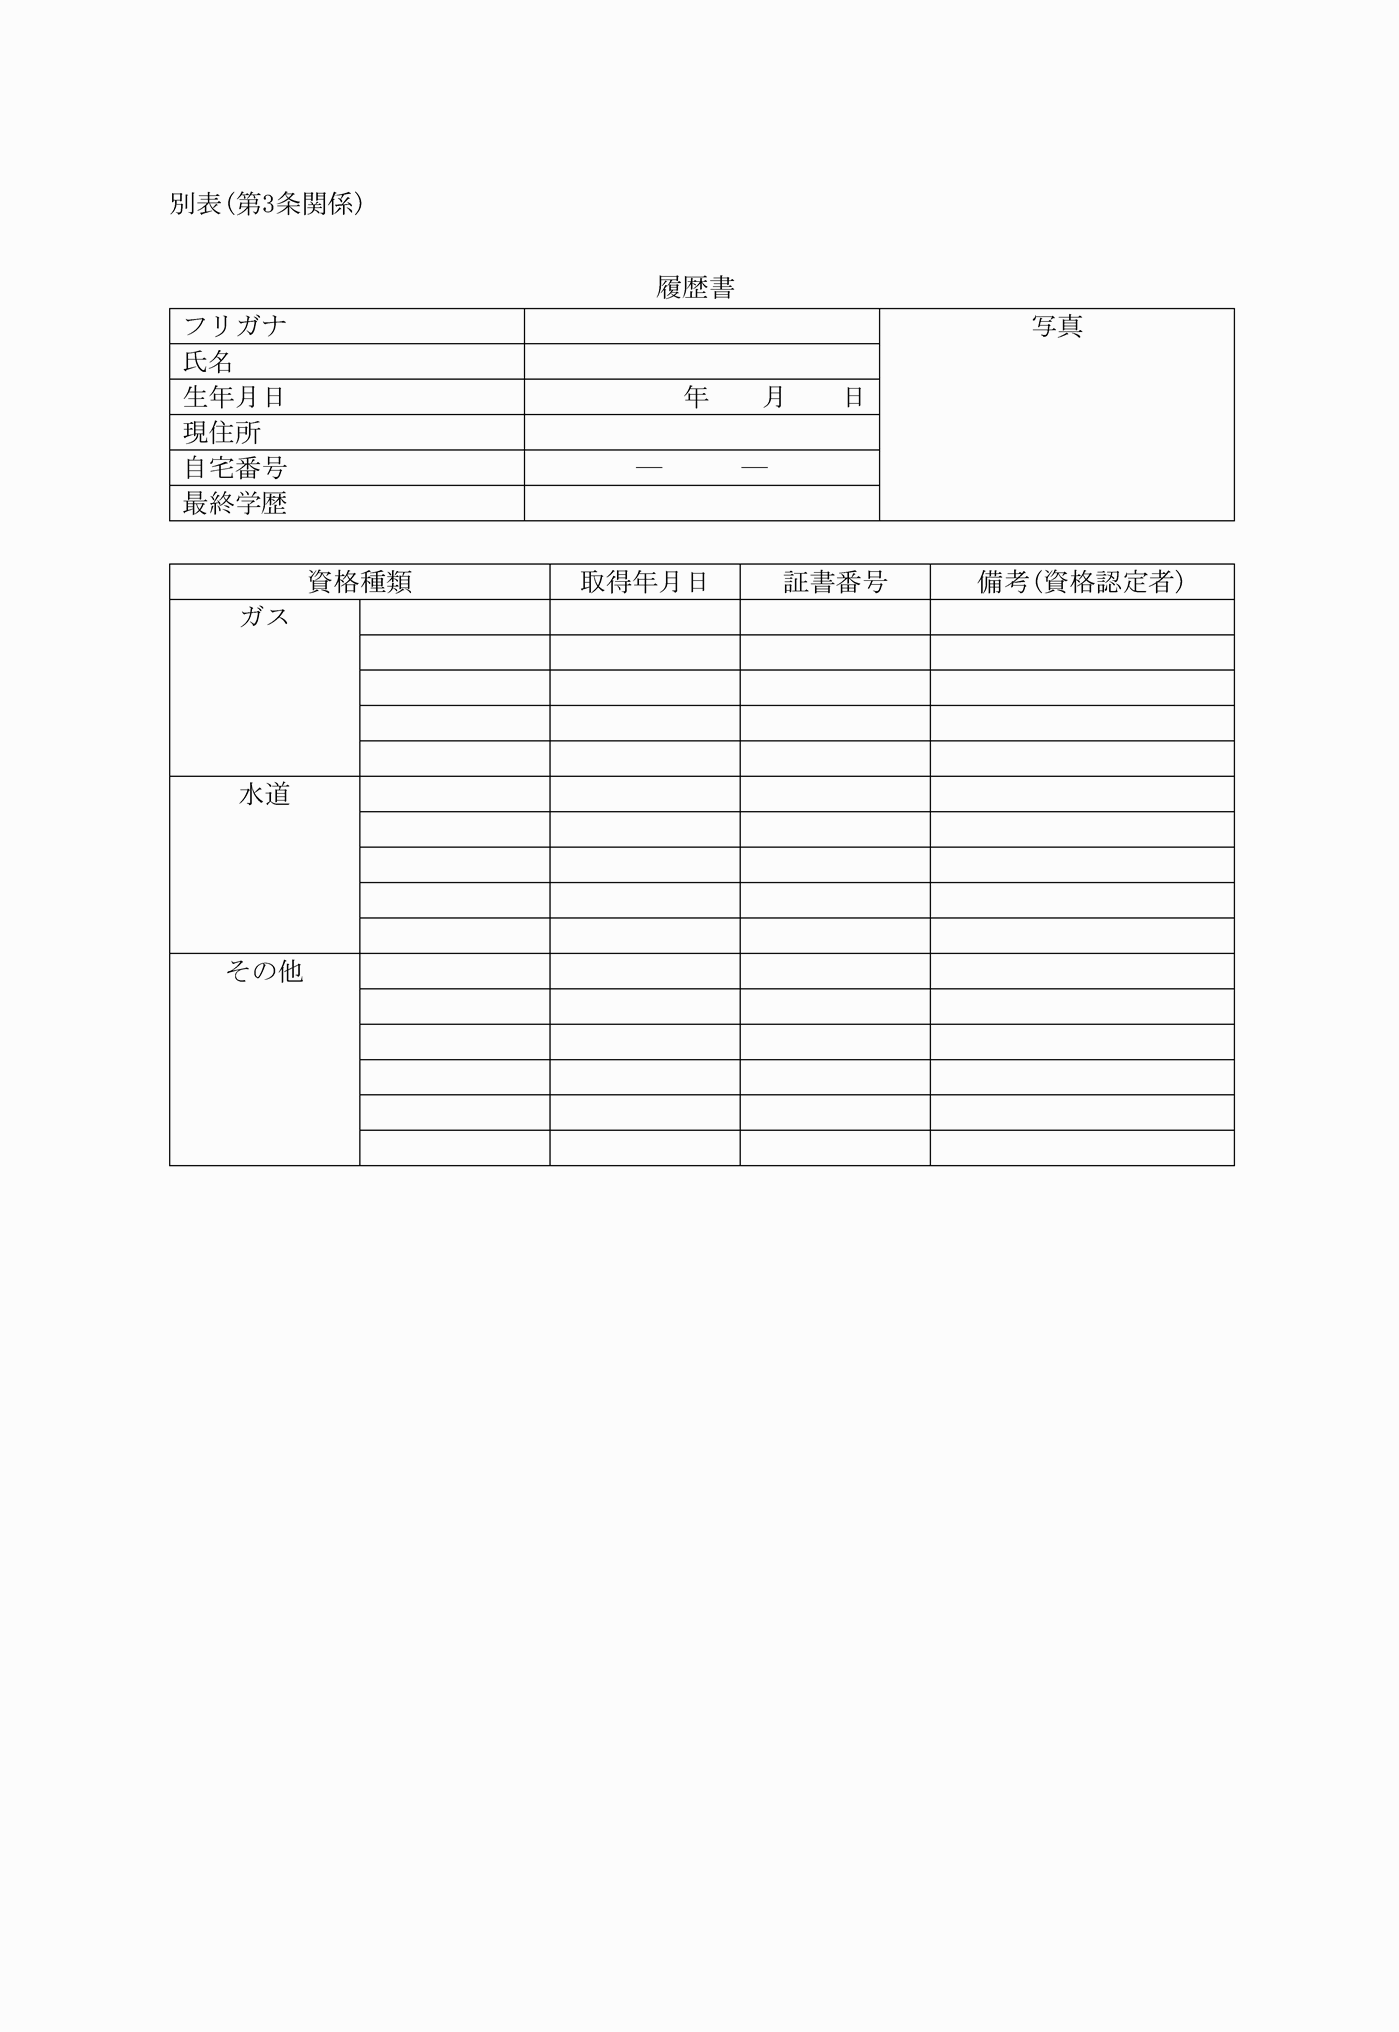 別表(第3条関係)
履歴書
フリガナ 写真
氏名
生年月日 年 月 日
現住所
自宅番号 ― ―
最終学歴
資格種類 取得年月日 証書番号 備考(資格認定者)
ガス
水道
その他